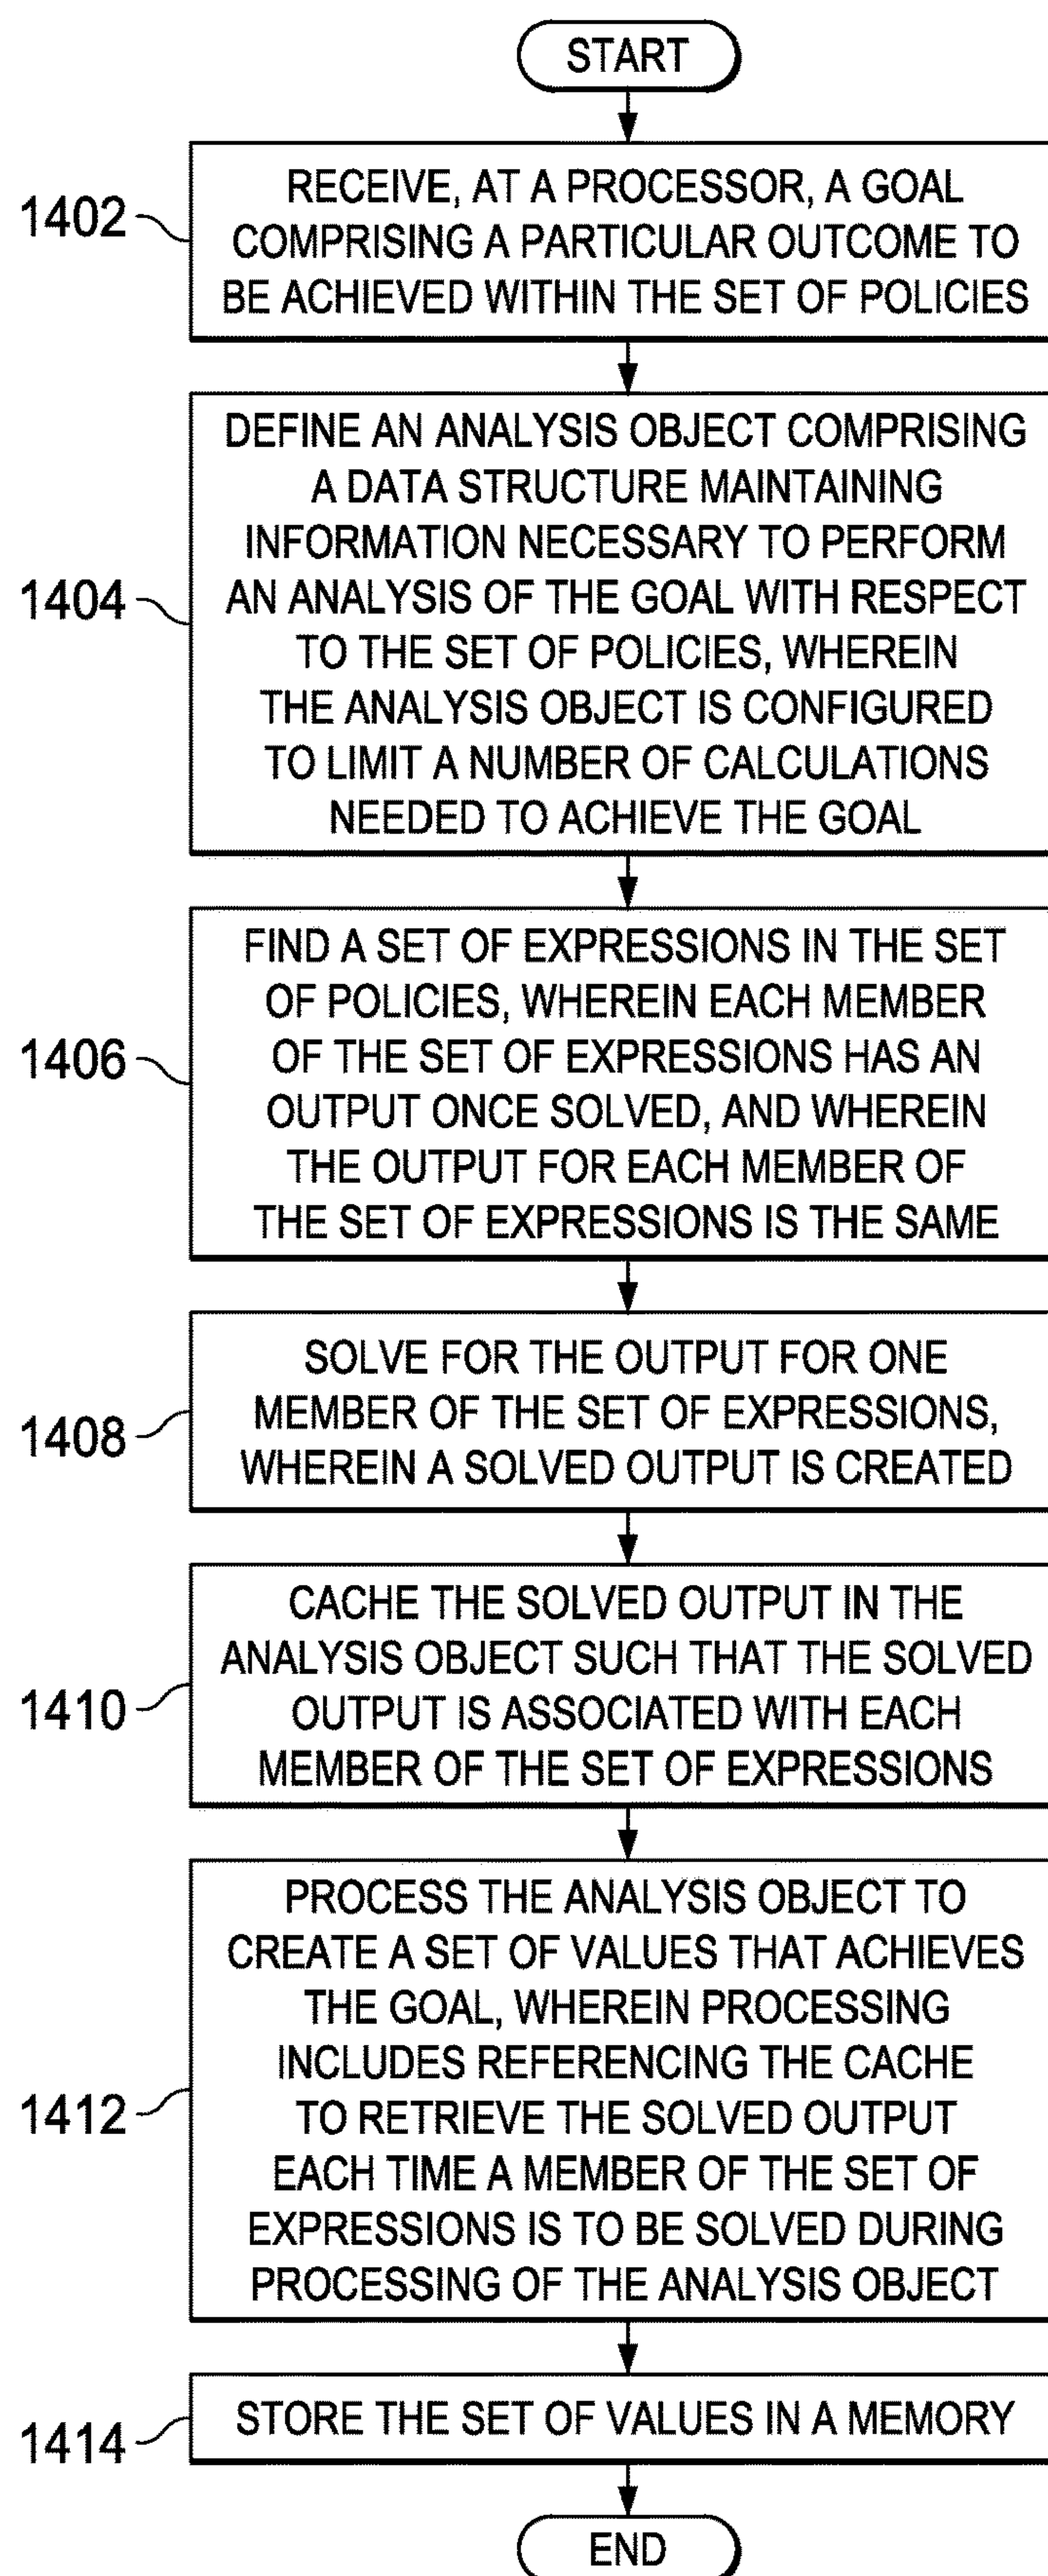 START
1402
RECEIVE, AT A PROCESSOR, A GOAL
COMPRISING A PARTICULAR OUTCOME TO
BE ACHIEVED WITHIN THE SET OF POLICIES
1404
DEFINE AN ANALYSIS OBJECT COMPRISING
A DATA STRUCTURE MAINTAINING
INFORMATION NECESSARY TO PERFORM
AN ANALYSIS OF THE GOAL WITH RESPECT
TO THE SET OF POLICIES, WHEREIN
THE ANALYSIS OBJECT IS CONFIGURED
TO LIMIT A NUMBER OF CALCULATIONS
NEEDED TO ACHIEVE THE GOAL
1406
FIND A SET OF EXPRESSIONS IN THE SET
OF POLICIES, WHEREIN EACH MEMBER
OF THE SET OF EXPRESSIONS HAS AN
OUTPUT ONCE SOLVED, AND WHEREIN
THE OUTPUT FOR EACH MEMBER OF
THE SET OF EXPRESSIONS IS THE SAME
1408
SOLVE FOR THE OUTPUT FOR ONE
MEMBER OF THE SET OF EXPRESSIONS,
WHEREIN A SOLVED OUTPUT IS CREATED
1410
CACHE THE SOLVED OUTPUT IN THE
ANALYSIS OBJECT SUCH THAT THE SOLVED
OUTPUT IS ASSOCIATED WITH EACH
MEMBER OF THE SET OF EXPRESSIONS
1412
PROCESS THE ANALYSIS OBJECT TO
CREATE A SET OF VALUES THAT ACHIEVES
THE GOAL, WHEREIN PROCESSING
INCLUDES REFERENCING THE CACHE
TO RETRIEVE THE SOLVED OUTPUT
EACH TIME A MEMBER OF THE SET OF
EXPRESSIONS IS TO BE SOLVED DURING
PROCESSING OF THE ANALYSIS OBJECT
1414
STORE THE SET OF VALUES IN A MEMORY
END